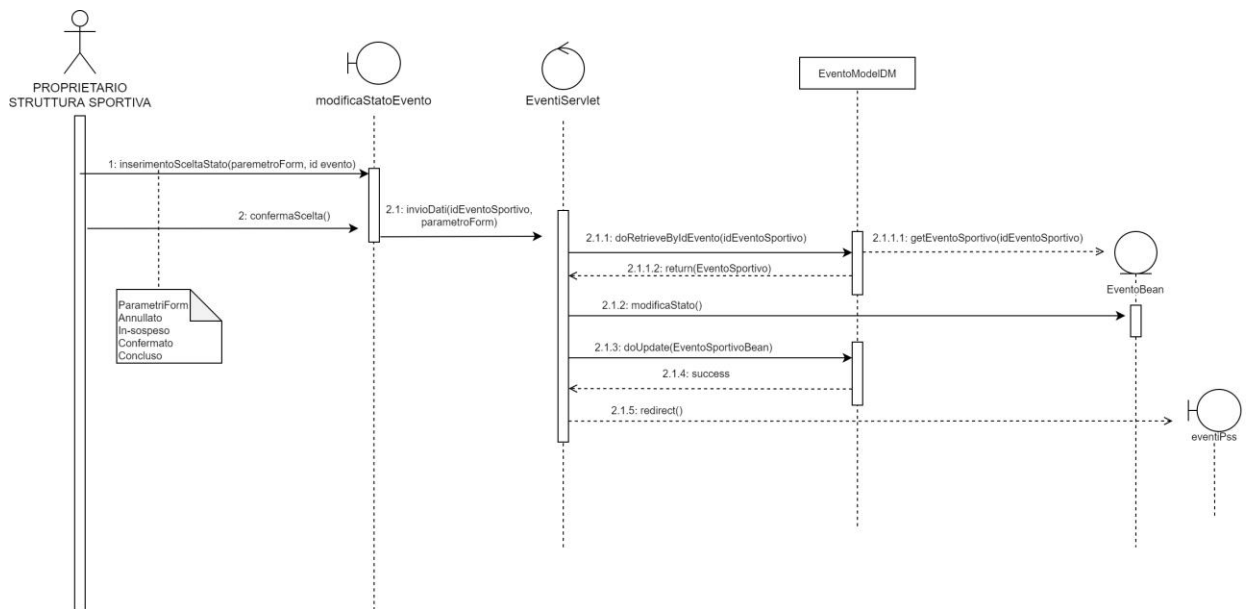 PROPRIETARIO
STRUTTURA SPORTIVA
modificaStatoEvento
EventiServlet
EventoModelDM
1: inserimentoSceltaStato(paremetroForm, id evento)
2: confermaScelta()
2.1: invioDati(idEventoSportivo,
parametroForm)
2.1.1: doRetrieveByIdEvento(idEventoSportivo)
2.1.1.1: getEventoSportivo(idEventoSportivo)
2.1.1.2: return(EventoSportivo)
EventoBean
2.1.2: modificaStato()
ParametriForm
Annullato
In-sospeso
Confermato
Concluso
2.1.3: doUpdate(EventoSportivoBean)
2.1.4: success
2.1.5: redirect()
eventiPss